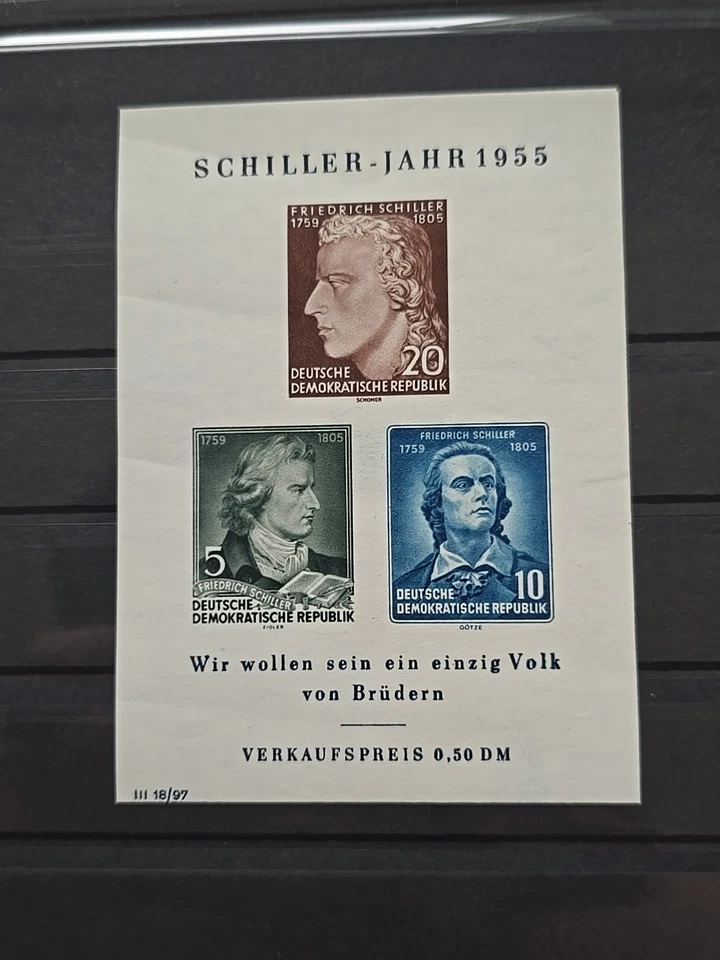 SCHILLER-JAHR 1955
FRIEDRICH SCHILLER
1759 1805
20
DEUTSCHE
DEMOKRATISCHE REPUBLIK
SCHONER
1759 1805
5
FRIEDRICH SCHILLER
DEUTSCHE
DEMOKRATISCHE REPUBLIK
EIGLER
FRIEDRICH SCHILLER
1759 1805
10
DEUTSCHE
DEMOKRATISCHE REPUBLIK
GÖTZE
Wir wollen sein ein einzig Volk
von Brüdern
VERKAUFSPREIS 0,50 DM
III 18/97